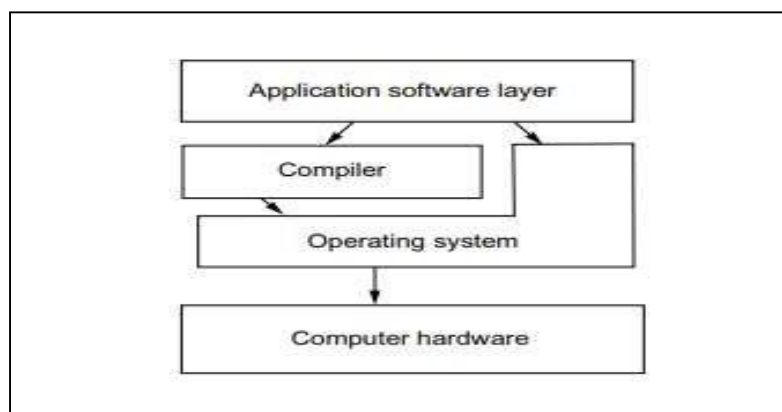 Application software layer
Compiler
Operating system
Computer hardware